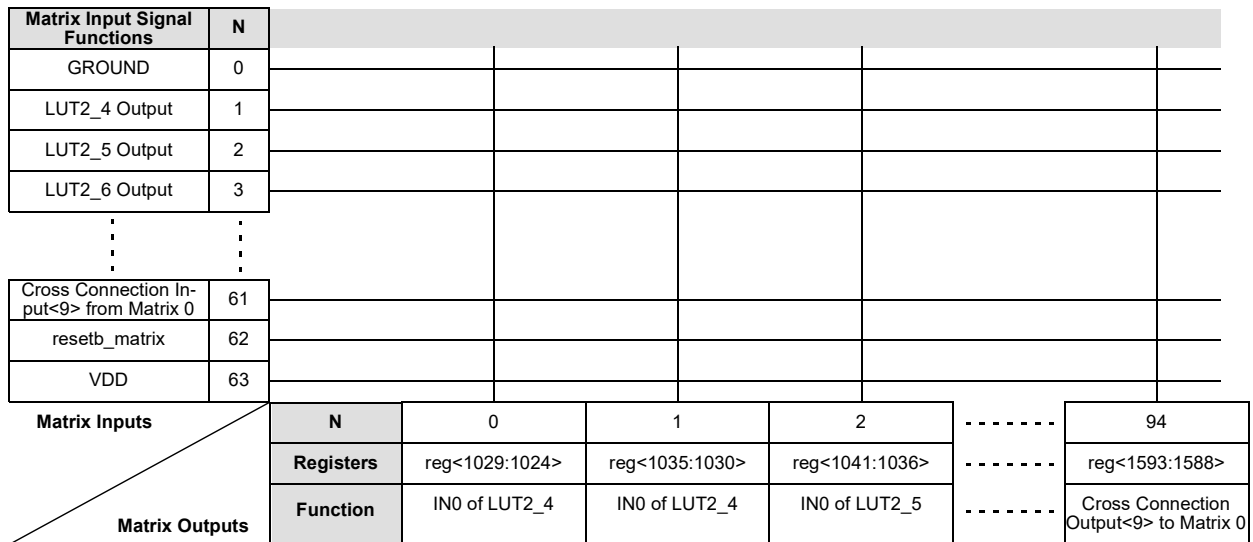 Matrix Input Signal
Functions
N
GROUND 0
LUT2_4 Output 1
LUT2_5 Output 2
LUT2_6 Output 3
Cross Connection In-
put<9> from Matrix 0
61
resetb_matrix 62
VDD 63
Matrix Inputs
N 0 1 2 94
Registers reg<1029:1024> reg<1035:1030> reg<1041:1036> reg<1593:1588>
Function IN0 of LUT2_4 IN0 of LUT2_4 IN0 of LUT2_5 Cross Connection
Output<9> to Matrix 0
Matrix Outputs